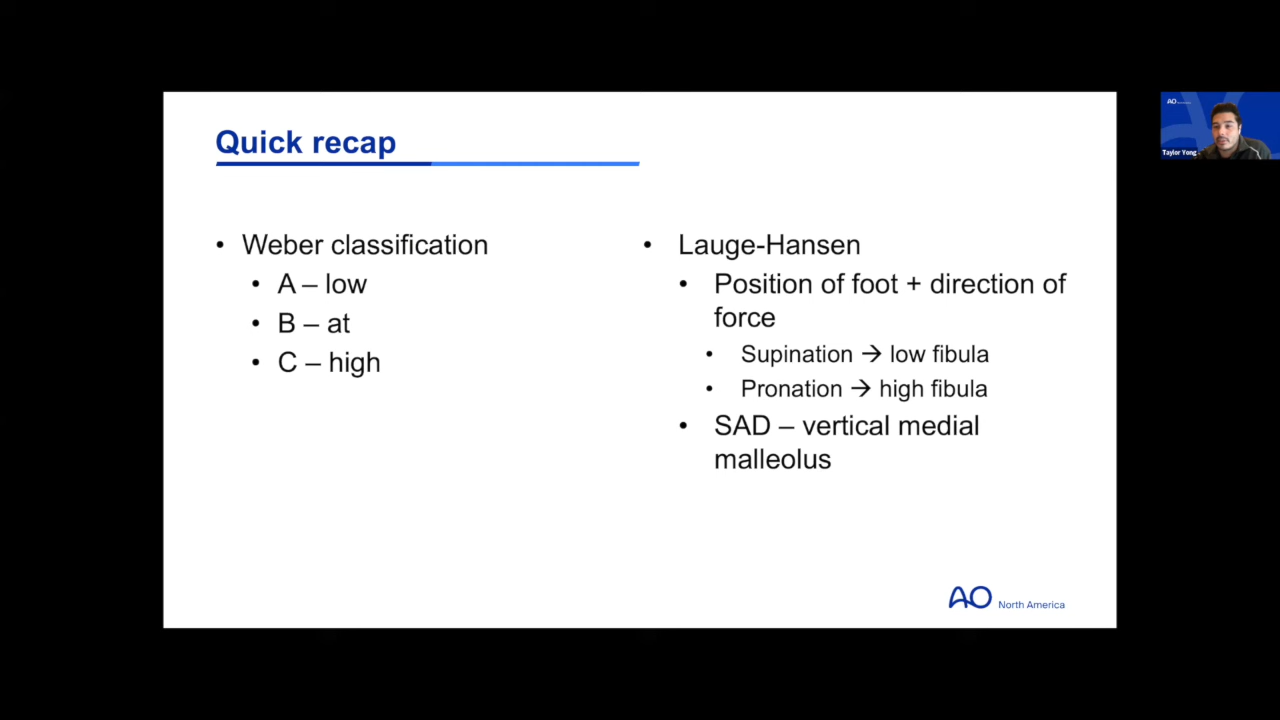 Quick recap
• Weber classification
• A – low
• B – at
• C – high
• Lauge-Hansen
• Position of foot + direction of
force
• Supination → low fibula
• Pronation → high fibula
• SAD – vertical medial
malleolus
AO North America
AO
Taylor Yong